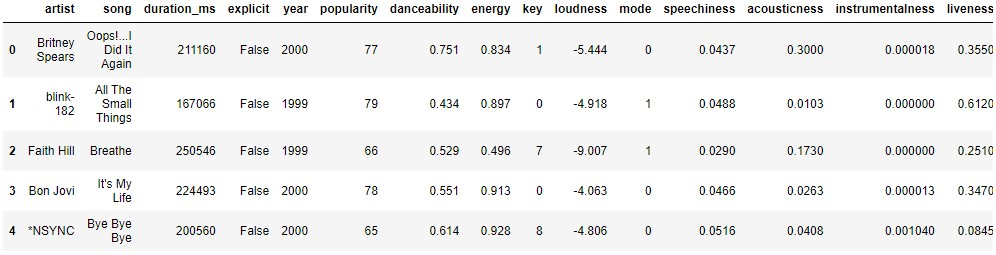 artist song duration_ms explicit year popularity danceability energy key loudness mode speechiness acousticness instrumentalness liveness
0 Britney Spears Oops!...I Did It Again 211160 False 2000 77 0.751 0.834 1 -5.444 0 0.0437 0.3000 0.000018 0.3550
1 blink-182 All The Small Things 167066 False 1999 79 0.434 0.897 0 -4.918 1 0.0488 0.0103 0.000000 0.6120
2 Faith Hill Breathe 250546 False 1999 66 0.529 0.496 7 -9.007 1 0.0290 0.1730 0.000000 0.2510
3 Bon Jovi It's My Life 224493 False 2000 78 0.551 0.913 0 -4.063 0 0.0466 0.0263 0.000013 0.3470
4 *NSYNC Bye Bye Bye 200560 False 2000 65 0.614 0.928 8 -4.806 0 0.0516 0.0408 0.001040 0.0845